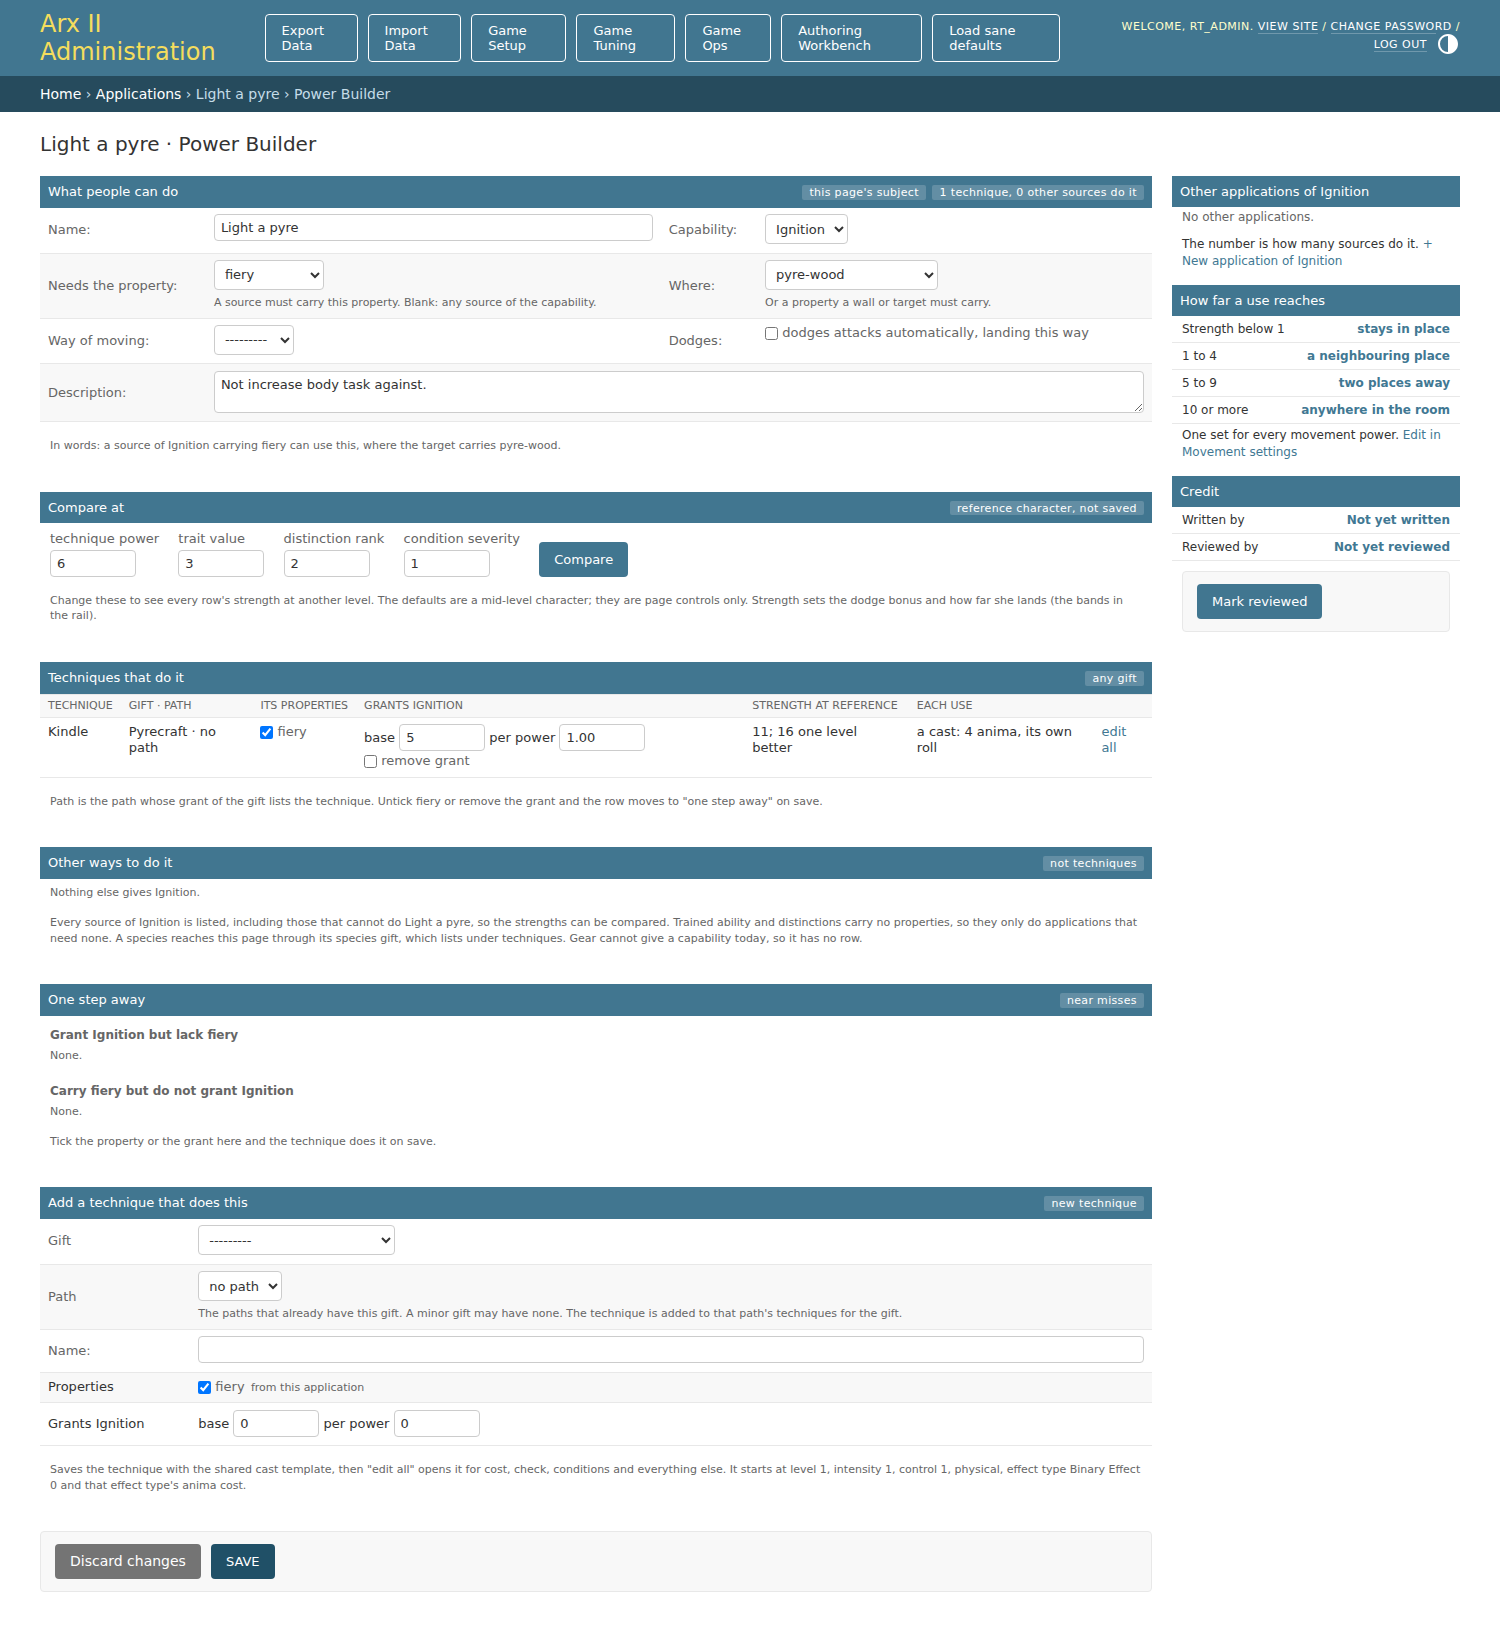 Arx II
Administration
Export
Data
Import
Data
Game
Setup
Game
Tuning
Game
Ops
Authoring
Workbench
Load sane
defaults
WELCOME, RT_ADMIN. VIEW SITE / CHANGE PASSWORD /
LOG OUT
Home › Applications › Light a pyre › Power Builder
Light a pyre · Power Builder
What people can do
this page's subject
1 technique, 0 other sources do it
Name:
Light a pyre
Capability:
Ignition
Needs the property:
fiery
A source must carry this property. Blank: any source of the capability.
Where:
pyre-wood
Or a property a wall or target must carry.
Way of moving:
---------
Dodges:
dodges attacks automatically, landing this way
Description:
Not increase body task against.
In words: a source of Ignition carrying fiery can use this, where the target carries pyre-wood.
Compare at
reference character, not saved
technique power
6
trait value
3
distinction rank
2
condition severity
1
Compare
Change these to see every row's strength at another level. The defaults are a mid-level character; they are page controls only. Strength sets the dodge bonus and how far she lands (the bands in
the rail).
Techniques that do it
any gift
TECHNIQUE
GIFT · PATH
ITS PROPERTIES
GRANTS IGNITION
STRENGTH AT REFERENCE
EACH USE
Kindle
Pyrecraft · no
path
fiery
base 5 per power 1.00
remove grant
11; 16 one level
better
a cast: 4 anima, its own
roll
edit
all
Path is the path whose grant of the gift lists the technique. Untick fiery or remove the grant and the row moves to "one step away" on save.
Other ways to do it
not techniques
Nothing else gives Ignition.
Every source of Ignition is listed, including those that cannot do Light a pyre, so the strengths can be compared. Trained ability and distinctions carry no properties, so they only do applications that
need none. A species reaches this page through its species gift, which lists under techniques. Gear cannot give a capability today, so it has no row.
One step away
near misses
Grant Ignition but lack fiery
None.
Carry fiery but do not grant Ignition
None.
Tick the property or the grant here and the technique does it on save.
Add a technique that does this
new technique
Gift
---------
Path
no path
The paths that already have this gift. A minor gift may have none. The technique is added to that path's techniques for the gift.
Name:
Properties
fiery from this application
Grants Ignition
base 0 per power 0
Saves the technique with the shared cast template, then "edit all" opens it for cost, check, conditions and everything else. It starts at level 1, intensity 1, control 1, physical, effect type Binary Effect
0 and that effect type's anima cost.
Discard changes
SAVE
Other applications of Ignition
No other applications.
The number is how many sources do it. +
New application of Ignition
How far a use reaches
Strength below 1
stays in place
1 to 4
a neighbouring place
5 to 9
two places away
10 or more
anywhere in the room
One set for every movement power. Edit in
Movement settings
Credit
Written by
Not yet written
Reviewed by
Not yet reviewed
Mark reviewed